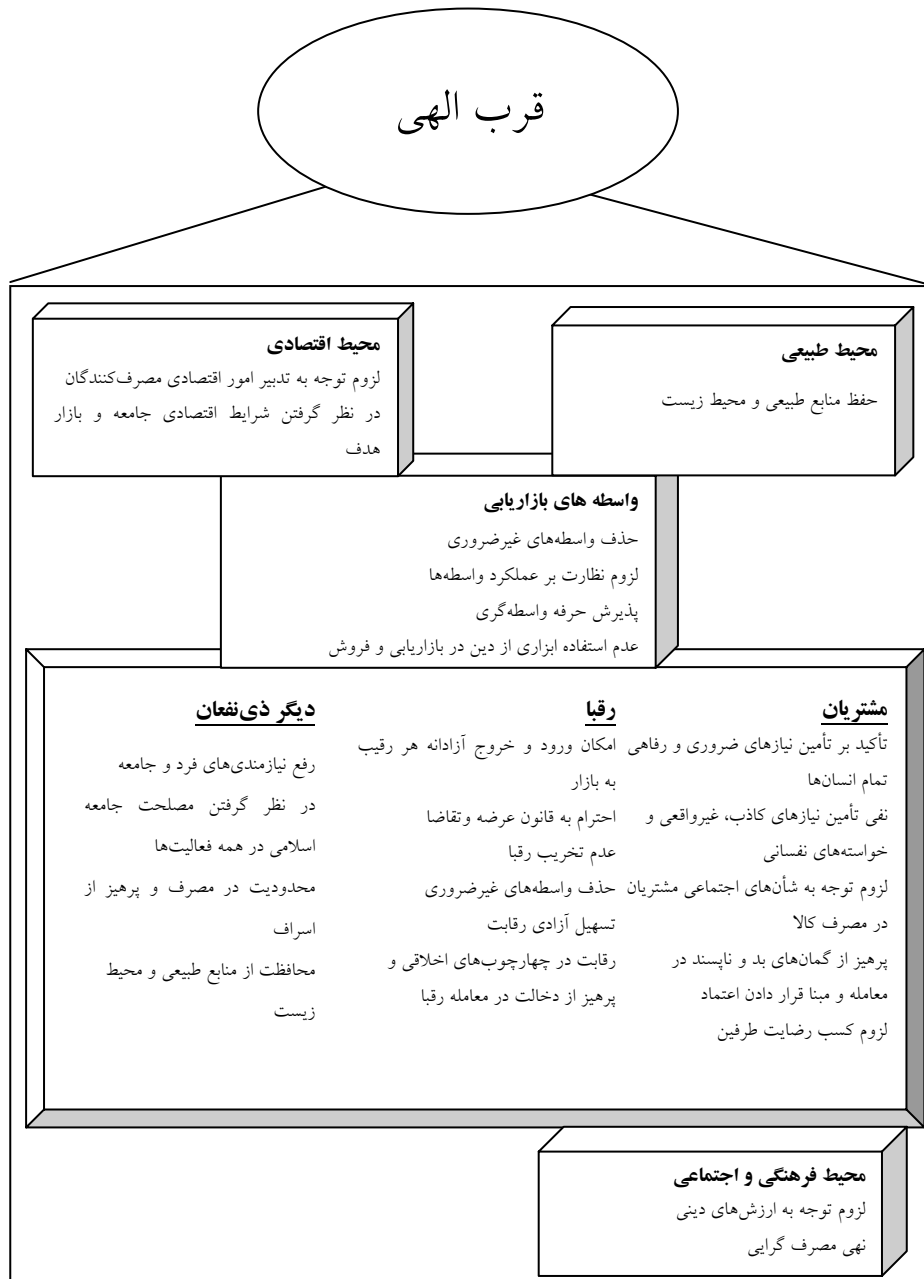 قرب الهی
محیط طبیعی
حفظ منابع طبیعی و محیط زیست
محیط اقتصادی
لزوم توجه به تدبیر امور اقتصادی مصرف‌کنندگان
در نظر گرفتن شرایط اقتصادی جامعه و بازار
هدف
واسطه های بازاریابی
حذف واسطه‌های غیرضروری
لزوم نظارت بر عملکرد واسطه‌ها
پذیرش حرفه واسطه‌گری
عدم استفاده ابزاری از دین در بازاریابی و فروش
مشتریان
تأکید بر تأمین نیازهای ضروری و رفاهی
تمام انسان‌ها
نفی تأمین نیازهای کاذب، غیرواقعی و
خواسته‌های نفسانی
لزوم توجه به شأن‌های اجتماعی مشتریان
در مصرف کالا
پرهیز از گمان‌های بد و ناپسند در
معامله و مبنا قرار دادن اعتماد
لزوم کسب رضایت طرفین
رقبا
امکان ورود و خروج آزادانه هر رقیب
به بازار
احترام به قانون عرضه وتقاضا
عدم تخریب رقبا
حذف واسطه‌های غیرضروری
تسهیل آزادی رقابت
رقابت در چهارچوب‌های اخلاقی و
پرهیز از دخالت در معامله رقبا
دیگر ذی‌نفعان
رفع نیازمندی‌های فرد و جامعه
در نظر گرفتن مصلحت جامعه
اسلامی در همه فعالیت‌ها
محدودیت در مصرف و پرهیز از
اسراف
محافظت از منابع طبیعی و محیط
زیست
محیط فرهنگی و اجتماعی
لزوم توجه به ارزش‌های دینی
نهی مصرف گرایی